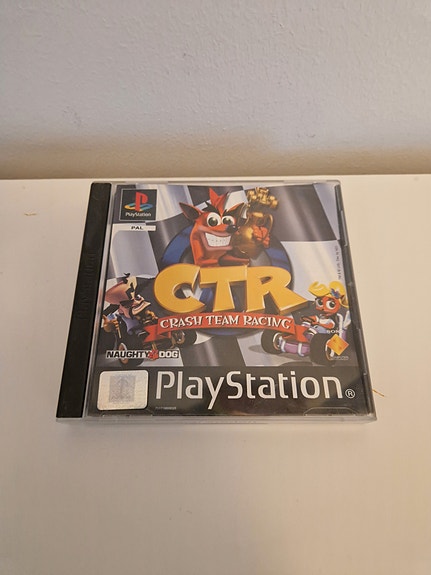 PlayStation
PAL
CTR
CRASH TEAM RACING
NAUGHTY DOG
PlayStation®